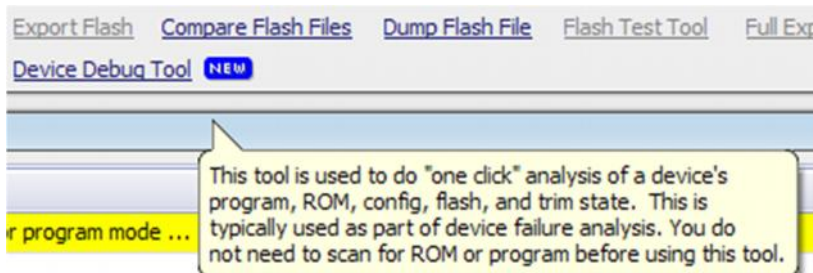 Export Flash Compare Flash Files Dump Flash File Flash Test Tool Full Exp
Device Debug Tool NEW
This tool is used to do "one click" analysis of a device's
program, ROM, config, flash, and trim state. This is
typically used as part of device failure analysis. You do
r program mode ...
not need to scan for ROM or program before using this tool.